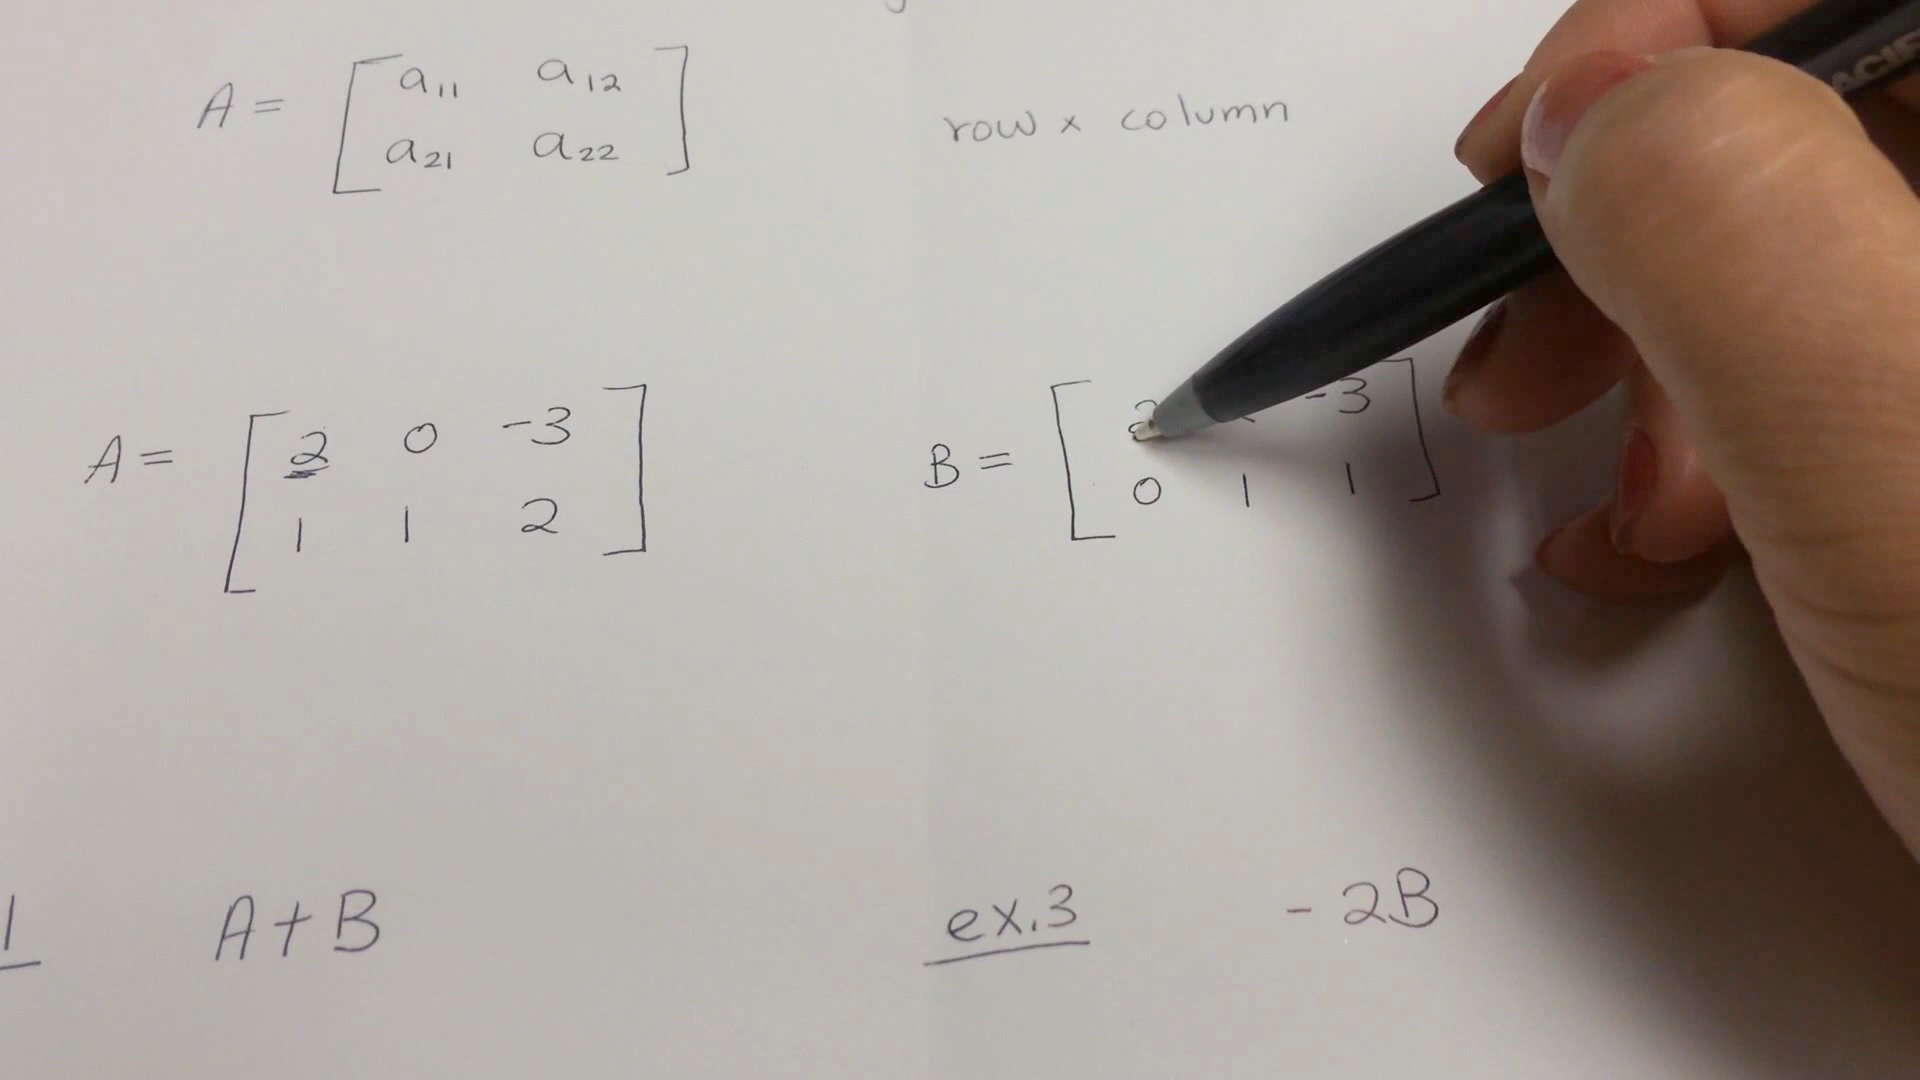 A = [ a11 a12
a21 a22 ]
row x column
A = [ 2 0 -3
1 1 2 ]
B = [ -3
0 1 1 ]
1 A+B
ex.3 -2B